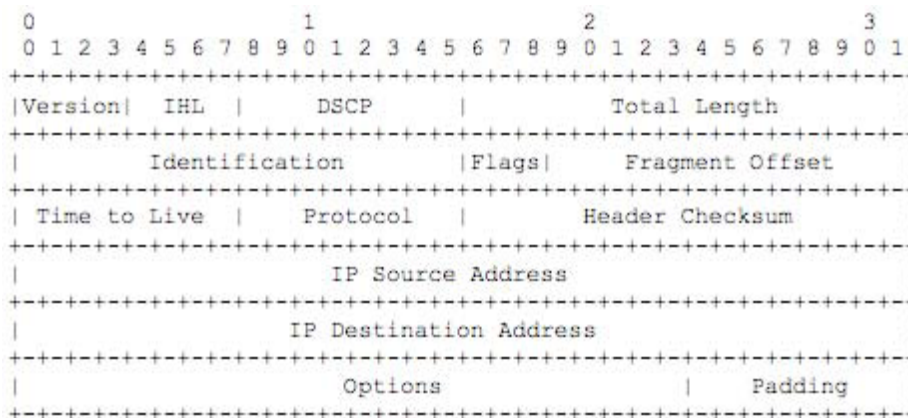 0                   1                   2                   3
0 1 2 3 4 5 6 7 8 9 0 1 2 3 4 5 6 7 8 9 0 1 2 3 4 5 6 7 8 9 0 1
+-+-+-+-+-+-+-+-+-+-+-+-+-+-+-+-+-+-+-+-+-+-+-+-+-+-+-+-+-+-+-+-
|Version|  IHL  |     DSCP      |          Total Length
+-+-+-+-+-+-+-+-+-+-+-+-+-+-+-+-+-+-+-+-+-+-+-+-+-+-+-+-+-+-+-+-
|         Identification        |Flags|     Fragment Offset
+-+-+-+-+-+-+-+-+-+-+-+-+-+-+-+-+-+-+-+-+-+-+-+-+-+-+-+-+-+-+-+-
| Time to Live  |    Protocol   |        Header Checksum
+-+-+-+-+-+-+-+-+-+-+-+-+-+-+-+-+-+-+-+-+-+-+-+-+-+-+-+-+-+-+-+-
|                      IP Source Address
+-+-+-+-+-+-+-+-+-+-+-+-+-+-+-+-+-+-+-+-+-+-+-+-+-+-+-+-+-+-+-+-
|                   IP Destination Address
+-+-+-+-+-+-+-+-+-+-+-+-+-+-+-+-+-+-+-+-+-+-+-+-+-+-+-+-+-+-+-+-
|                       Options                 |    Padding
+-+-+-+-+-+-+-+-+-+-+-+-+-+-+-+-+-+-+-+-+-+-+-+-+-+-+-+-+-+-+-+-